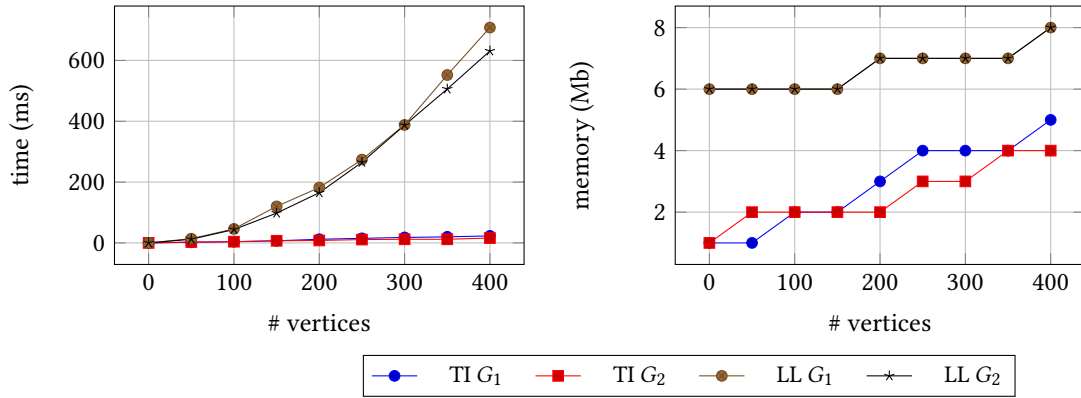 time (ms)
600
400
200
0
0 100 200 300 400
# vertices
memory (Mb)
8
6
4
2
0 100 200 300 400
# vertices
TI G₁ TI G₂ LL G₁ LL G₂